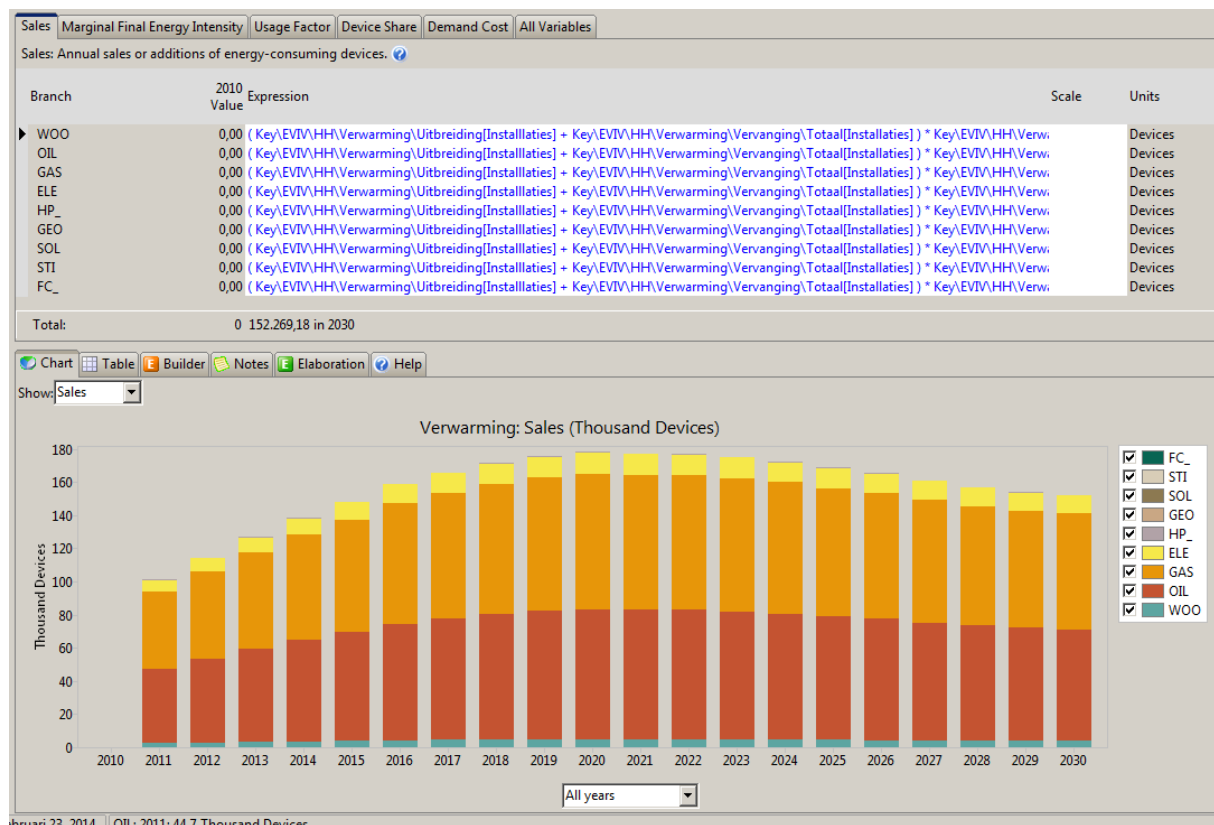 Sales Marginal Final Energy Intensity Usage Factor Device Share Demand Cost All Variables
Sales: Annual sales or additions of energy-consuming devices.
Branch 2010 Value Expression Scale Units
WOO 0,00 ( Key\EVIV\HH\Verwarming\Uitbreiding[Installlaties] + Key\EVIV\HH\Verwarming\Vervanging\Totaal[Installaties] ) * Key\EVIV\HH\Verwa Devices
OIL 0,00 ( Key\EVIV\HH\Verwarming\Uitbreiding[Installlaties] + Key\EVIV\HH\Verwarming\Vervanging\Totaal[Installaties] ) * Key\EVIV\HH\Verwa Devices
GAS 0,00 ( Key\EVIV\HH\Verwarming\Uitbreiding[Installlaties] + Key\EVIV\HH\Verwarming\Vervanging\Totaal[Installaties] ) * Key\EVIV\HH\Verwa Devices
ELE 0,00 ( Key\EVIV\HH\Verwarming\Uitbreiding[Installlaties] + Key\EVIV\HH\Verwarming\Vervanging\Totaal[Installaties] ) * Key\EVIV\HH\Verwa Devices
HP_ 0,00 ( Key\EVIV\HH\Verwarming\Uitbreiding[Installlaties] + Key\EVIV\HH\Verwarming\Vervanging\Totaal[Installaties] ) * Key\EVIV\HH\Verwa Devices
GEO 0,00 ( Key\EVIV\HH\Verwarming\Uitbreiding[Installlaties] + Key\EVIV\HH\Verwarming\Vervanging\Totaal[Installaties] ) * Key\EVIV\HH\Verwa Devices
SOL 0,00 ( Key\EVIV\HH\Verwarming\Uitbreiding[Installlaties] + Key\EVIV\HH\Verwarming\Vervanging\Totaal[Installaties] ) * Key\EVIV\HH\Verwa Devices
STI 0,00 ( Key\EVIV\HH\Verwarming\Uitbreiding[Installlaties] + Key\EVIV\HH\Verwarming\Vervanging\Totaal[Installaties] ) * Key\EVIV\HH\Verwa Devices
FC_ 0,00 ( Key\EVIV\HH\Verwarming\Uitbreiding[Installlaties] + Key\EVIV\HH\Verwarming\Vervanging\Totaal[Installaties] ) * Key\EVIV\HH\Verwa Devices
Total: 0 152.269,18 in 2030
Chart Table Builder Notes Elaboration Help
Show: Sales
Verwarming: Sales (Thousand Devices)
Thousand Devices
180
160
140
120
100
80
60
40
20
0
2010 2011 2012 2013 2014 2015 2016 2017 2018 2019 2020 2021 2022 2023 2024 2025 2026 2027 2028 2029 2030
FC_
STI
SOL
GEO
HP_
ELE
GAS
OIL
WOO
All years
bruari 23, 2014 OIL: 2011: 44,7 Thousand Devices